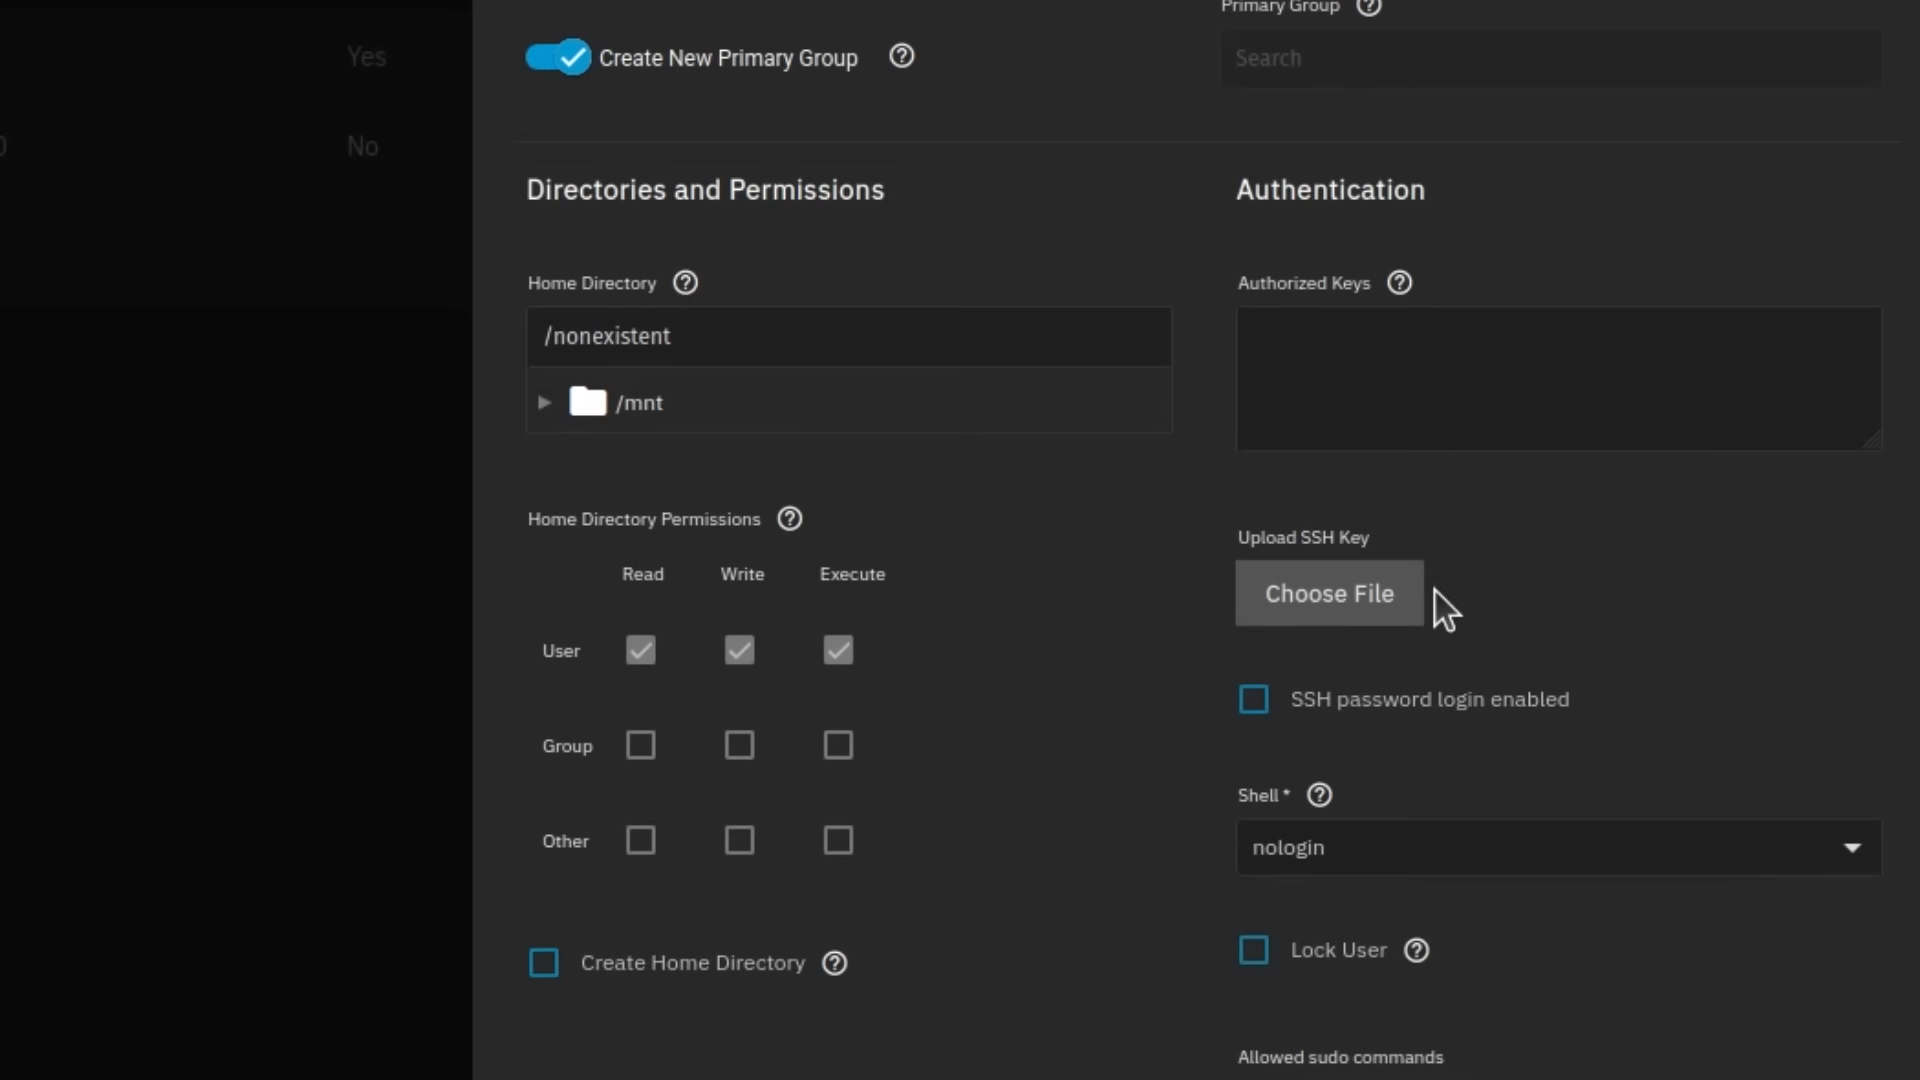 Yes
No
Primary Group
Create New Primary Group
Search
Directories and Permissions
Home Directory
/nonexistent
/mnt
Home Directory Permissions
Read Write Execute
User
Group
Other
Create Home Directory
Authentication
Authorized Keys
Upload SSH Key
Choose File
SSH password login enabled
Shell *
nologin
Lock User
Allowed sudo commands